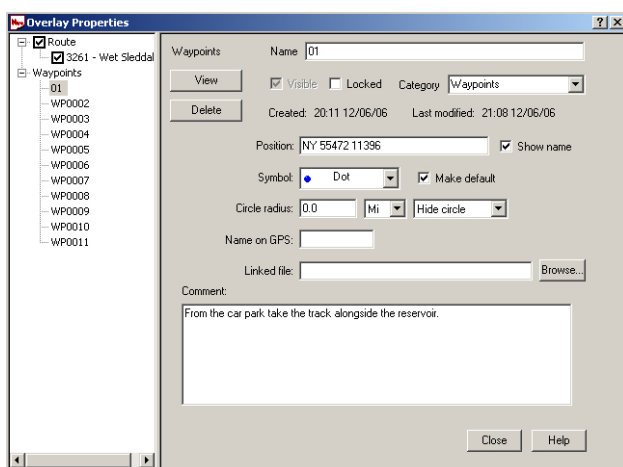 Overlay Properties
Route
3261 - Wet Sleddal
Waypoints
01
WP0002
WP0003
WP0004
WP0005
WP0006
WP0007
WP0008
WP0009
WP0010
WP0011
Waypoints Name 01
View Visible Locked Category Waypoints
Delete Created: 20:11 12/06/06 Last modified: 21:08 12/06/06
Position: NY 55472 11396 Show name
Symbol: Dot Make default
Circle radius: 0.0 Mi Hide circle
Name on GPS:
Linked file: Browse...
Comment:
From the car park take the track alongside the reservoir.
Close Help